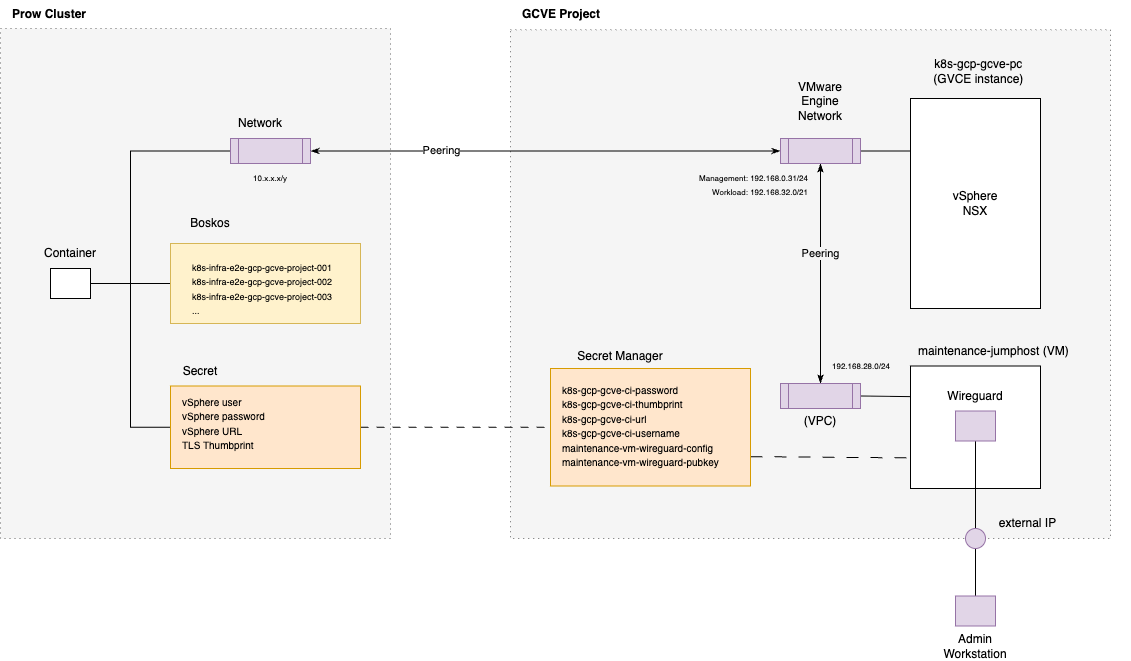 Prow Cluster
GCVE Project
k8s-gcp-gcve-pc
(GVCE instance)
VMware
Engine
Network
Network
Peering
10.x.x.x/y
Management: 192.168.0.31/24
Workload: 192.168.32.0/21
vSphere
NSX
Boskos
Container
k8s-infra-e2e-gcp-gcve-project-001
k8s-infra-e2e-gcp-gcve-project-002
k8s-infra-e2e-gcp-gcve-project-003
...
Peering
Secret
vSphere user
vSphere password
vSphere URL
TLS Thumbprint
Secret Manager
k8s-gcp-gcve-ci-password
k8s-gcp-gcve-ci-thumbprint
k8s-gcp-gcve-ci-url
k8s-gcp-gcve-ci-username
maintenance-vm-wireguard-config
maintenance-vm-wireguard-pubkey
192.168.28.0/24
(VPC)
maintenance-jumphost (VM)
Wireguard
external IP
Admin
Workstation